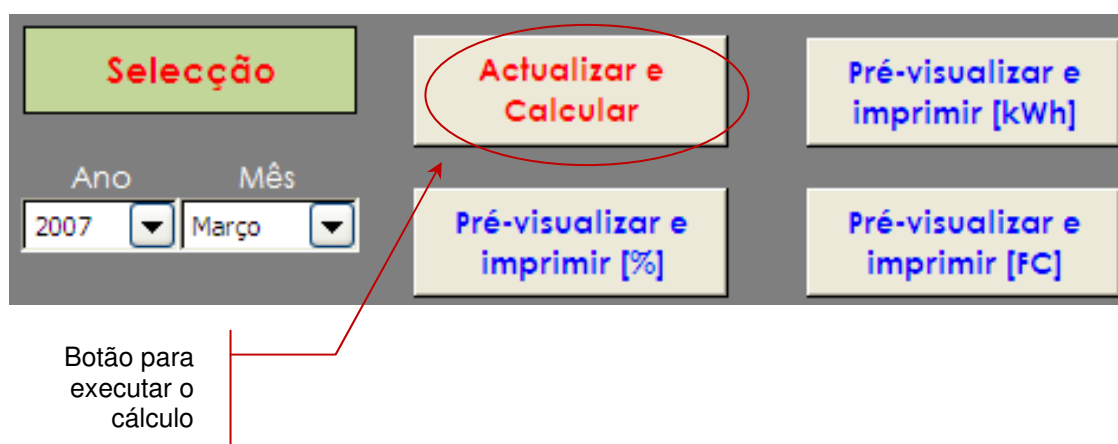 Selecção
Actualizar e
Calcular
Pré-visualizar e
imprimir [kWh]
Ano
Mês
2007
Março
Pré-visualizar e
imprimir [%]
Pré-visualizar e
imprimir [FC]
Botão para
executar o
cálculo